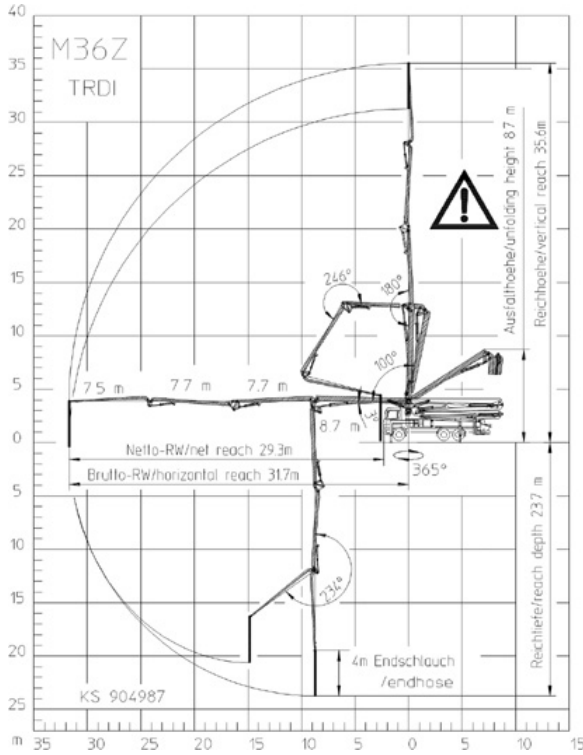 40
M36Z
TRDI
35
30
25
20
15
10
5
0
5
10
15
20
25
m
35
30
25
20
15
10
5
0
5
10
15
Ausfalthoehe/unfolding height 8.7 m
Reichhoehe/vertical reach 35.6m
246°
180°
100°
3°
7.5 m
7.7 m
7.7 m
8.7 m
Netto-RW/net reach 29.3m
Brutto-RW/horizontal reach 31.7m
365°
Reichtiefe/reach depth 23.7 m
234°
4m Endschlauch
/endhose
KS 904987